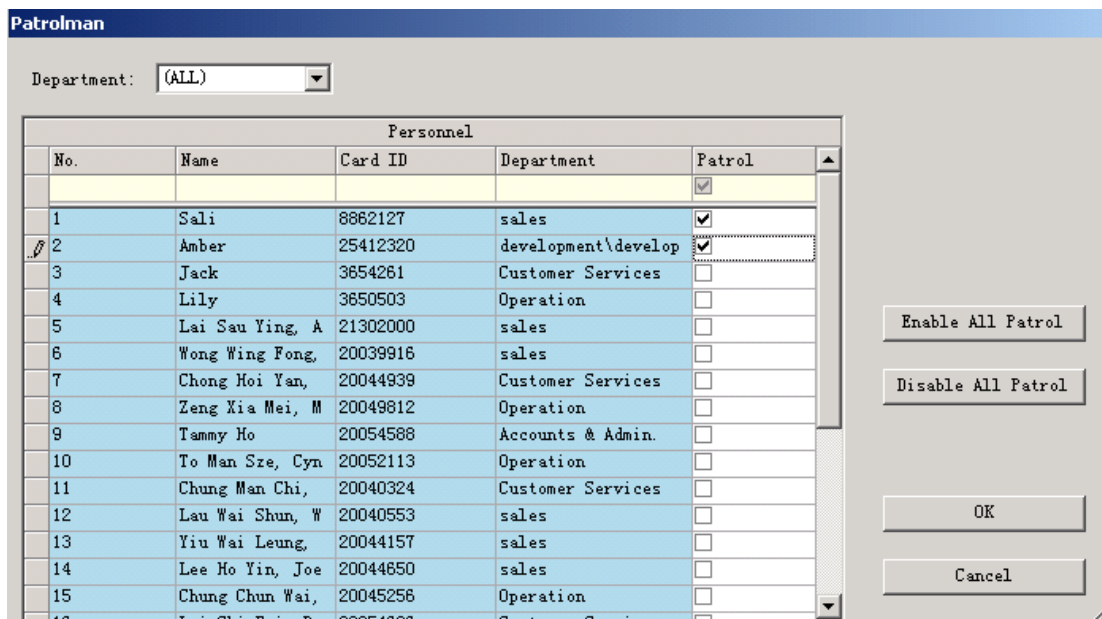 Patrolman
Department: (ALL)
Personnel
No. Name Card ID Department Patrol
1 Sali 8862127 sales
2 Amber 25412320 development\develop
3 Jack 3654261 Customer Services
4 Lily 3650503 Operation
5 Lai Sau Ying, A 21302000 sales
Enable All Patrol
6 Wong Wing Fong, 20039916 sales
7 Chong Hoi Yan, 20044939 Customer Services
Disable All Patrol
8 Zeng Xia Mei, M 20049812 Operation
9 Tammy Ho 20054588 Accounts & Admin.
10 To Man Sze, Cyn 20052113 Operation
11 Chung Man Chi, 20040324 Customer Services
12 Lau Wai Shun, W 20040553 sales
OK
13 Yiu Wai Leung, 20044157 sales
14 Lee Ho Yin, Joe 20044650 sales
Cancel
15 Chung Chun Wai, 20045256 Operation